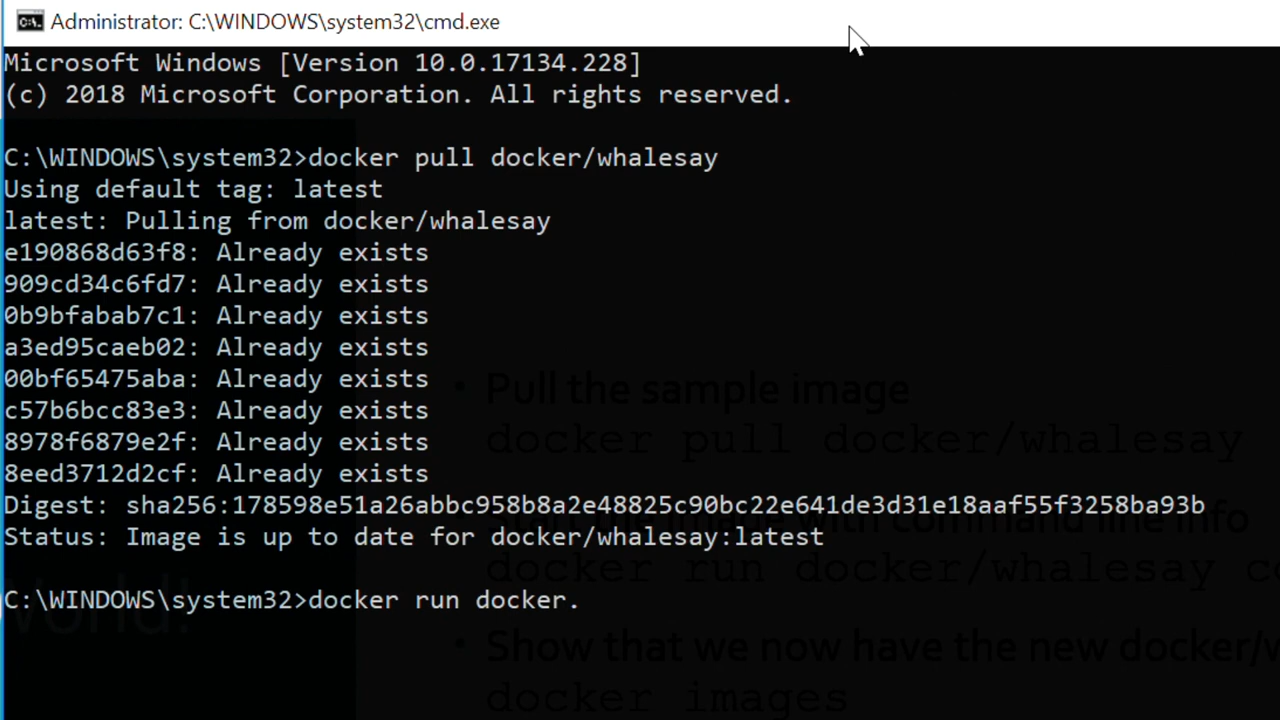 Administrator: C:\WINDOWS\system32\cmd.exe
Microsoft Windows [Version 10.0.17134.228]
(c) 2018 Microsoft Corporation. All rights reserved.
C:\WINDOWS\system32>docker pull docker/whalesay
Using default tag: latest
latest: Pulling from docker/whalesay
e190868d63f8: Already exists
909cd34c6fd7: Already exists
0b9bfabab7c1: Already exists
a3ed95caeb02: Already exists
00bf65475aba: Already exists
c57b6bcc83e3: Already exists
8978f6879e2f: Already exists
8eed3712d2cf: Already exists
Digest: sha256:178598e51a26abbc958b8a2e48825c90bc22e641de3d31e18aaf55f3258ba93b
Status: Image is up to date for docker/whalesay:latest
C:\WINDOWS\system32>docker run docker.
World!
• Pull the sample image
docker pull docker/whalesay
with command line info
docker run docker/whalesay
• Show that we now have the new docker/w
docker images